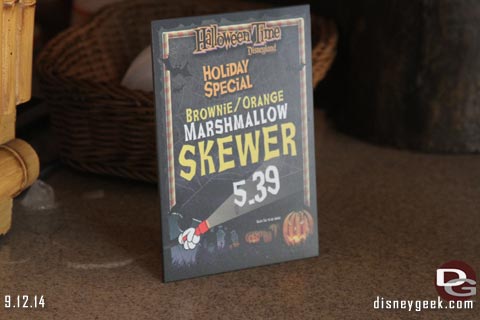 Halloween Time
Disneyland
HOLIDAY
SPECIAL
BROWNIE/ORANGE
MARSHMALLOW
SKEWER
5.39
9.12.14
DG
disneygeek.com